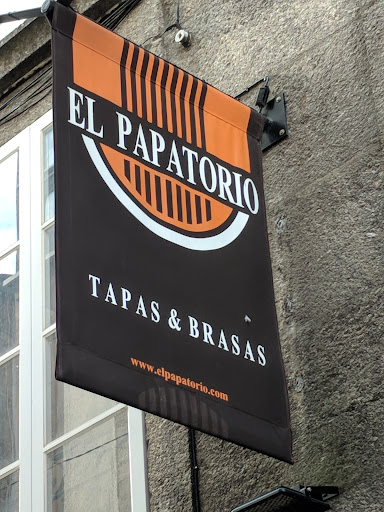 EL PAPATORIO
TAPAS & BRASAS
www.elpapatorio.com